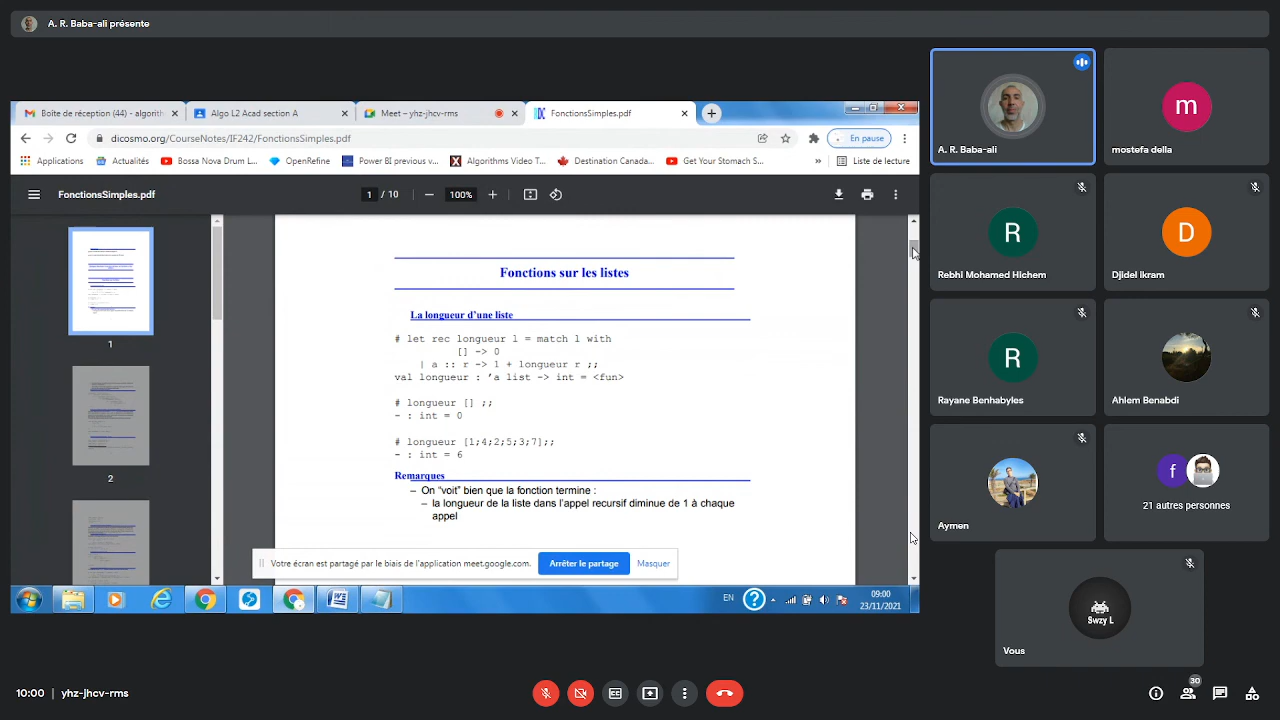 A. R. Baba-ali présente
Boîte de réception (44) - algorith
Algo L2 Acad section A
Meet – yhz-jhcv-rms
FonctionsSimples.pdf
dicosmo.org/CourseNotes/IF242/FonctionsSimples.pdf
En pause
Applications
Actualités
Bossa Nova Drum L...
OpenRefine
Power BI previous v...
Algorithms Video T...
Destination Canada...
Get Your Stomach S...
»
Liste de lecture
FonctionsSimples.pdf
1 / 10
100%
1
2
Fonctions sur les listes
La longueur d'une liste
# let rec longueur l = match l with
[] -> 0
| a :: r -> 1 + longueur r ;;
val longueur : 'a list -> int = <fun>
# longueur [] ;;
- : int = 0
# longueur [1;4;2;5;3;7];;
- : int = 6
Remarques
– On "voit" bien que la fonction termine :
– la longueur de la liste dans l'appel recursif diminue de 1 à chaque
appel
Votre écran est partagé par le biais de l'application meet.google.com.
Arrêter le partage
Masquer
EN
09:00
23/11/2021
A. R. Baba-ali
m
mostefa della
R
Rebhi Mohamed Hichem
D
Djidel Ikram
R
Rayane Benhabyles
Ahlem Benabdi
Aymen
f
21 autres personnes
Swzy L
Vous
10:00 | yhz-jhcv-rms
30